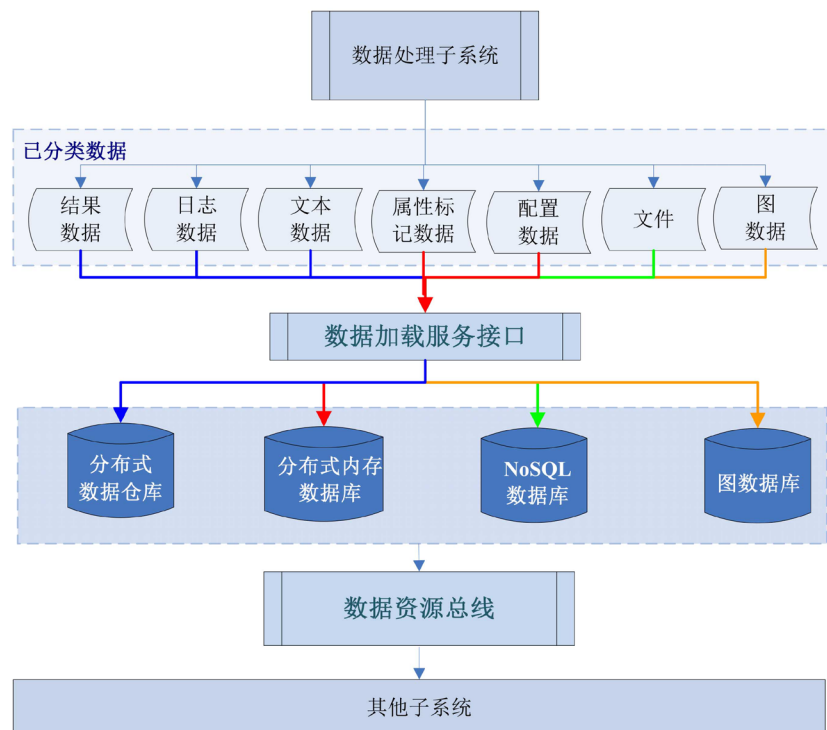 数据处理子系统
已分类数据
结果
数据
日志
数据
文本
数据
属性标
记数据
配置
数据
文件
图
数据
数据加载服务接口
分布式
数据仓库
分布式内存
数据库
NoSQL
数据库
图数据库
数据资源总线
其他子系统